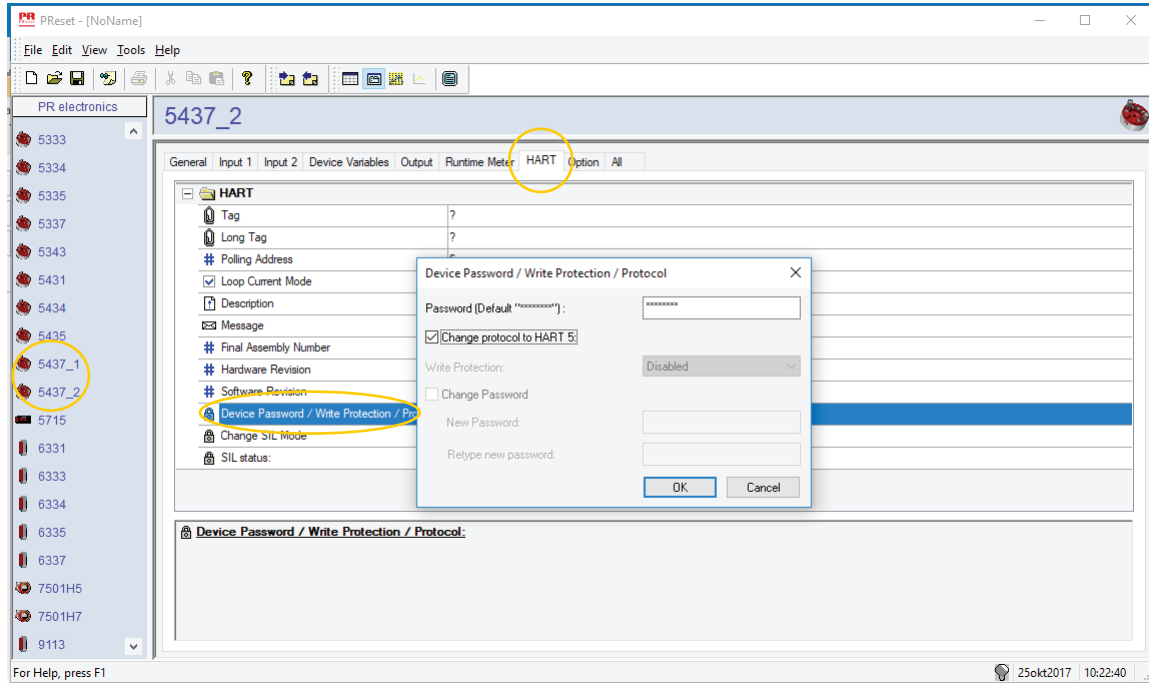 PR PReset - [NoName]
File Edit View Tools Help
PR electronics
5333
5334
5335
5337
5343
5431
5434
5435
5437_1
5437_2
5715
6331
6333
6334
6335
6337
7501H5
7501H7
9113
5437_2
General Input 1 Input 2 Device Variables Output Runtime Meter HART Option All
HART
Tag ?
Long Tag ?
Polling Address
Loop Current Mode
Description
Message
Final Assembly Number
Hardware Revision
Software Revision
Device Password / Write Protection / Pro
Change SIL Mode
SIL status:
Device Password / Write Protection / Protocol
Password (Default "********") : ********
Change protocol to HART 5:
Write Protection: Disabled
Change Password
New Password:
Retype new password:
OK Cancel
Device Password / Write Protection / Protocol:
For Help, press F1 25okt2017 10:22:40